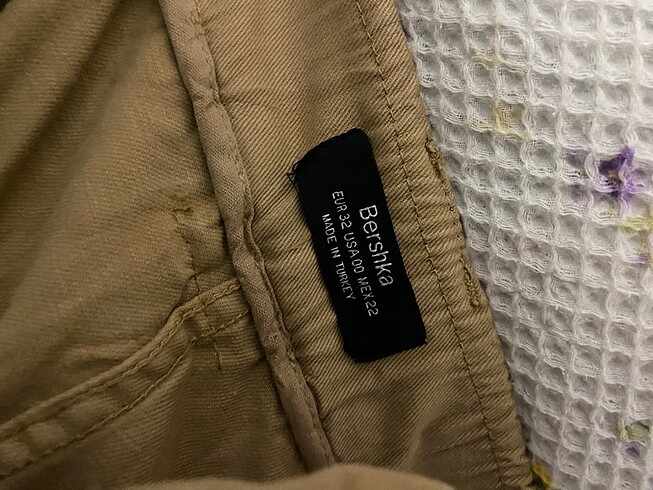 Bershka
EUR 32 USA 00 MEX 22
MADE IN TURKEY